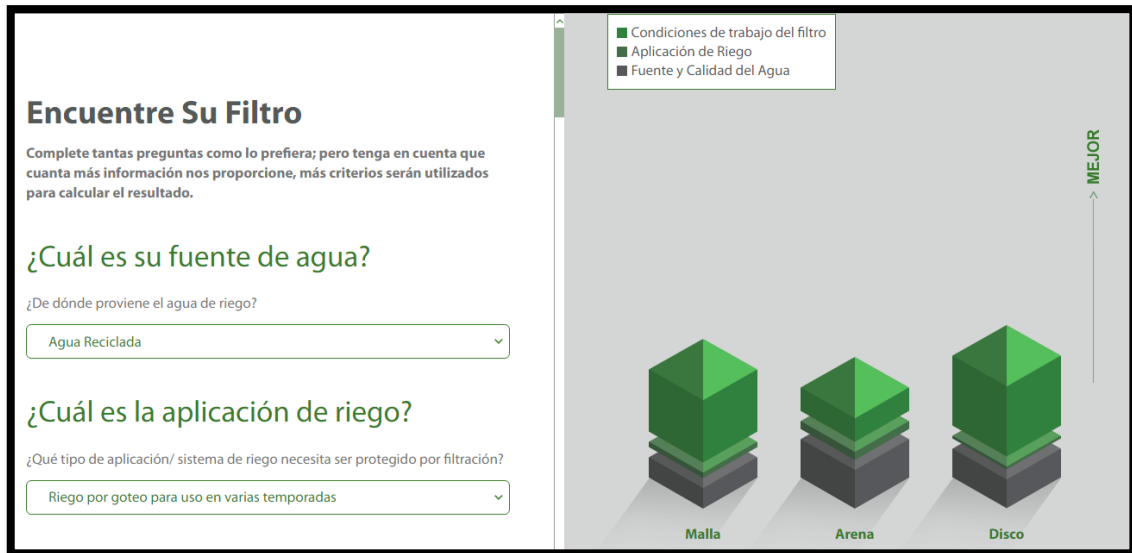 Encuentre Su Filtro
Complete tantas preguntas como lo prefiera; pero tenga en cuenta que
cuanta más información nos proporcione, más criterios serán utilizados
para calcular el resultado.
¿Cuál es su fuente de agua?
¿De dónde proviene el agua de riego?
Agua Reciclada
¿Cuál es la aplicación de riego?
¿Qué tipo de aplicación/ sistema de riego necesita ser protegido por filtración?
Riego por goteo para uso en varias temporadas
Condiciones de trabajo del filtro
Aplicación de Riego
Fuente y Calidad del Agua
MEJOR
Malla
Arena
Disco